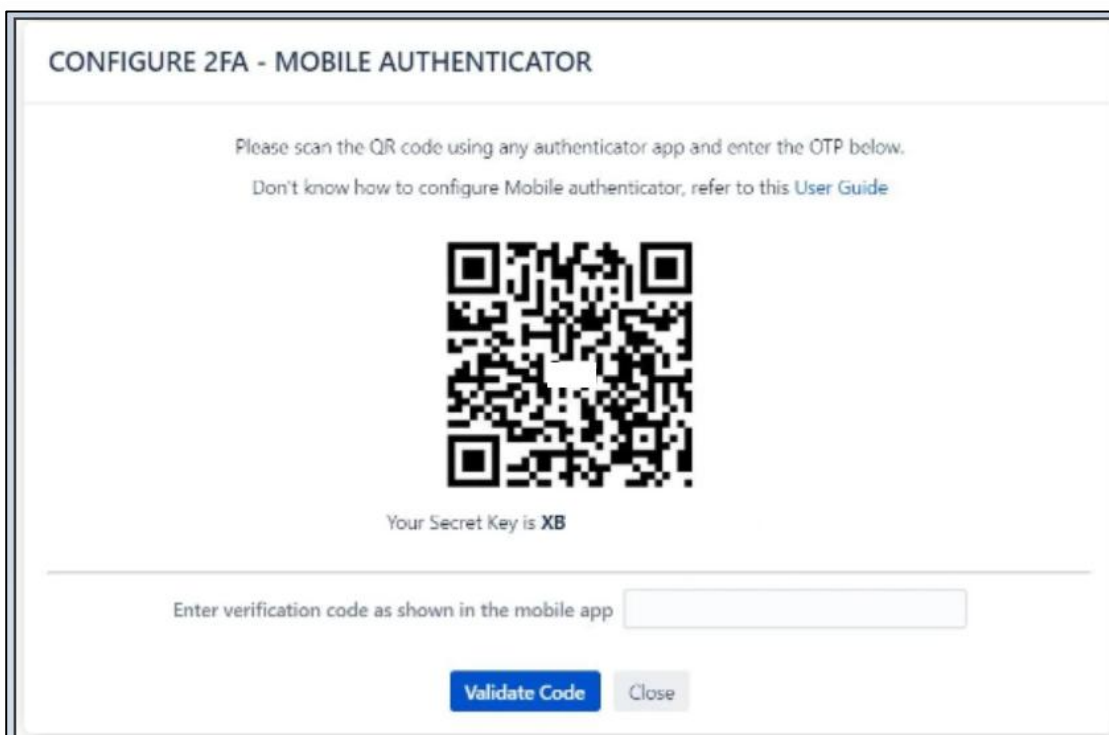 CONFIGURE 2FA - MOBILE AUTHENTICATOR
Please scan the QR code using any authenticator app and enter the OTP below.
Don't know how to configure Mobile authenticator, refer to this User Guide
Your Secret Key is XB
Enter verification code as shown in the mobile app
Validate Code
Close